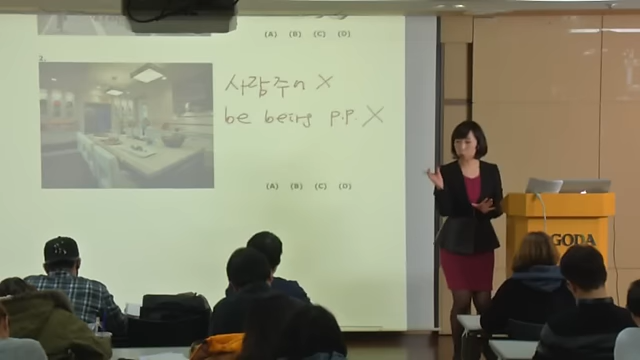 (A) (B) (C) (D)
2.
사람주어 X
be being p.p. X
(A) (B) (C) (D)
GODA